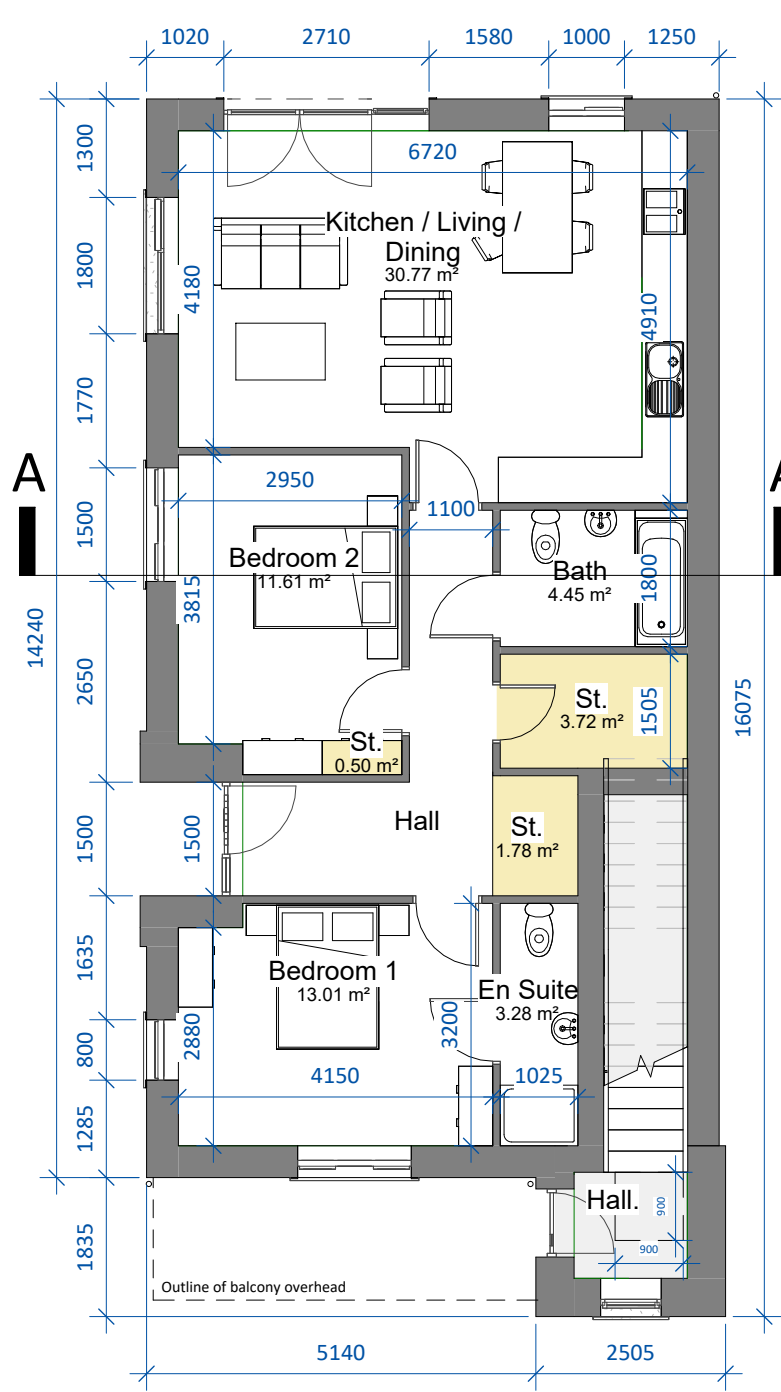 1020
2710
1580
1000
1250
1300
6720
Kitchen / Living /
Dining
30.77 m²
1800
4180
4910
1770
A
A
2950
1100
1500
Bedroom 2
11.61 m²
Bath
4.45 m²
1800
3815
14240
2650
St.
3.72 m²
1505
16075
St.
0.50 m²
Hall
St.
1.78 m²
1500
1500
1635
Bedroom 1
13.01 m²
En Suite
3.28 m²
2880
3200
800
4150
1025
1285
Hall.
900
900
1835
Outline of balcony overhead
5140
2505